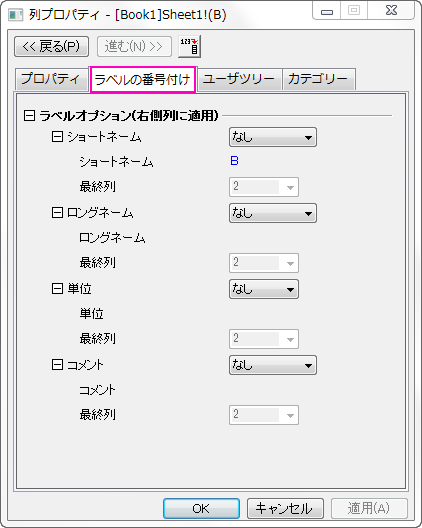 列プロパティ - [Book1]Sheet1!(B)
<< 戻る(P) 進む(N) >> 123
プロパティ ラベルの番号付け ユーザツリー カテゴリー
ラベルオプション(右側列に適用)
ショートネーム なし
ショートネーム B
最終列 2
ロングネーム なし
ロングネーム
最終列 2
単位 なし
単位
最終列 2
コメント なし
コメント
最終列 2
OK キャンセル 適用(A)